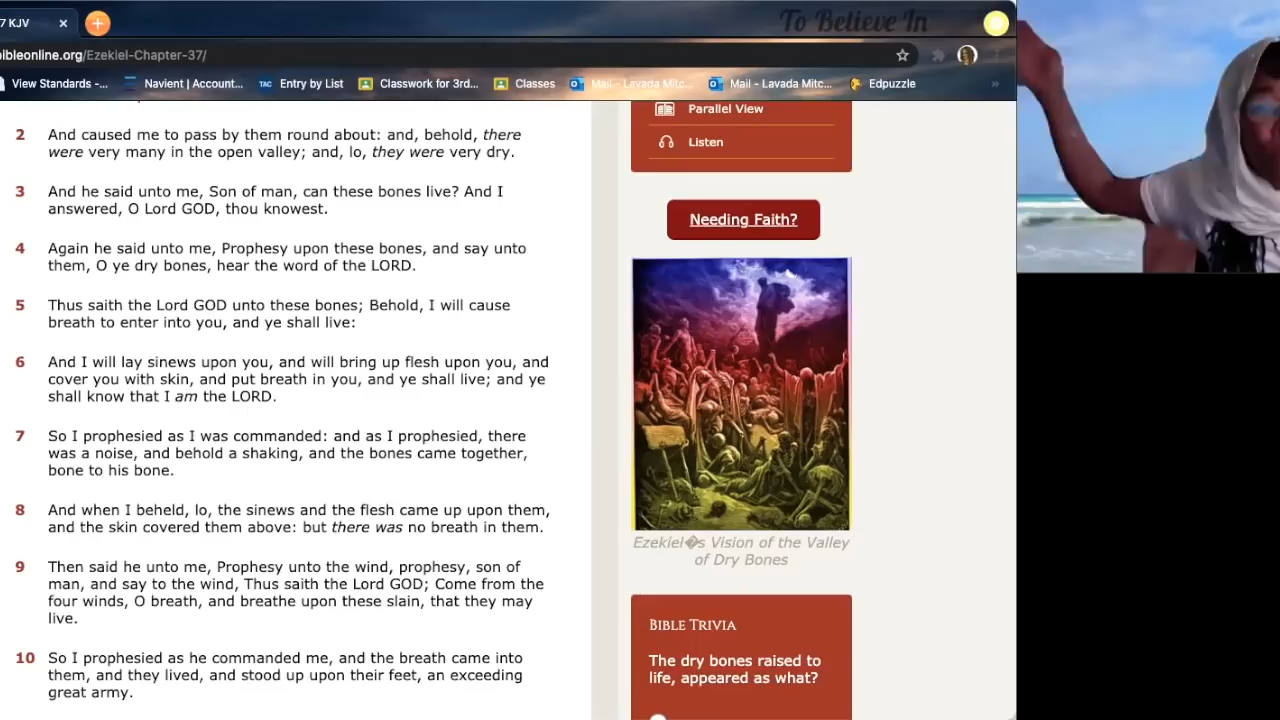 To Believe In
7 KJV
bibleonline.org/Ezekiel-Chapter-37/
View Standards -... Navient | Account... TAC Entry by List Classwork for 3rd... Classes Mail - Lavada Mitc... Mail - Lavada Mitc... Edpuzzle »
2 And caused me to pass by them round about: and, behold, there
were very many in the open valley; and, lo, they were very dry.
3 And he said unto me, Son of man, can these bones live? And I
answered, O Lord GOD, thou knowest.
4 Again he said unto me, Prophesy upon these bones, and say unto
them, O ye dry bones, hear the word of the LORD.
5 Thus saith the Lord GOD unto these bones; Behold, I will cause
breath to enter into you, and ye shall live:
6 And I will lay sinews upon you, and will bring up flesh upon you, and
cover you with skin, and put breath in you, and ye shall live; and ye
shall know that I am the LORD.
7 So I prophesied as I was commanded: and as I prophesied, there
was a noise, and behold a shaking, and the bones came together,
bone to his bone.
8 And when I beheld, lo, the sinews and the flesh came up upon them,
and the skin covered them above: but there was no breath in them.
9 Then said he unto me, Prophesy unto the wind, prophesy, son of
man, and say to the wind, Thus saith the Lord GOD; Come from the
four winds, O breath, and breathe upon these slain, that they may
live.
10 So I prophesied as he commanded me, and the breath came into
them, and they lived, and stood up upon their feet, an exceeding
great army.
Parallel View
Listen
Needing Faith?
Ezekiel�s Vision of the Valley
of Dry Bones
BIBLE TRIVIA
The dry bones raised to
life, appeared as what?